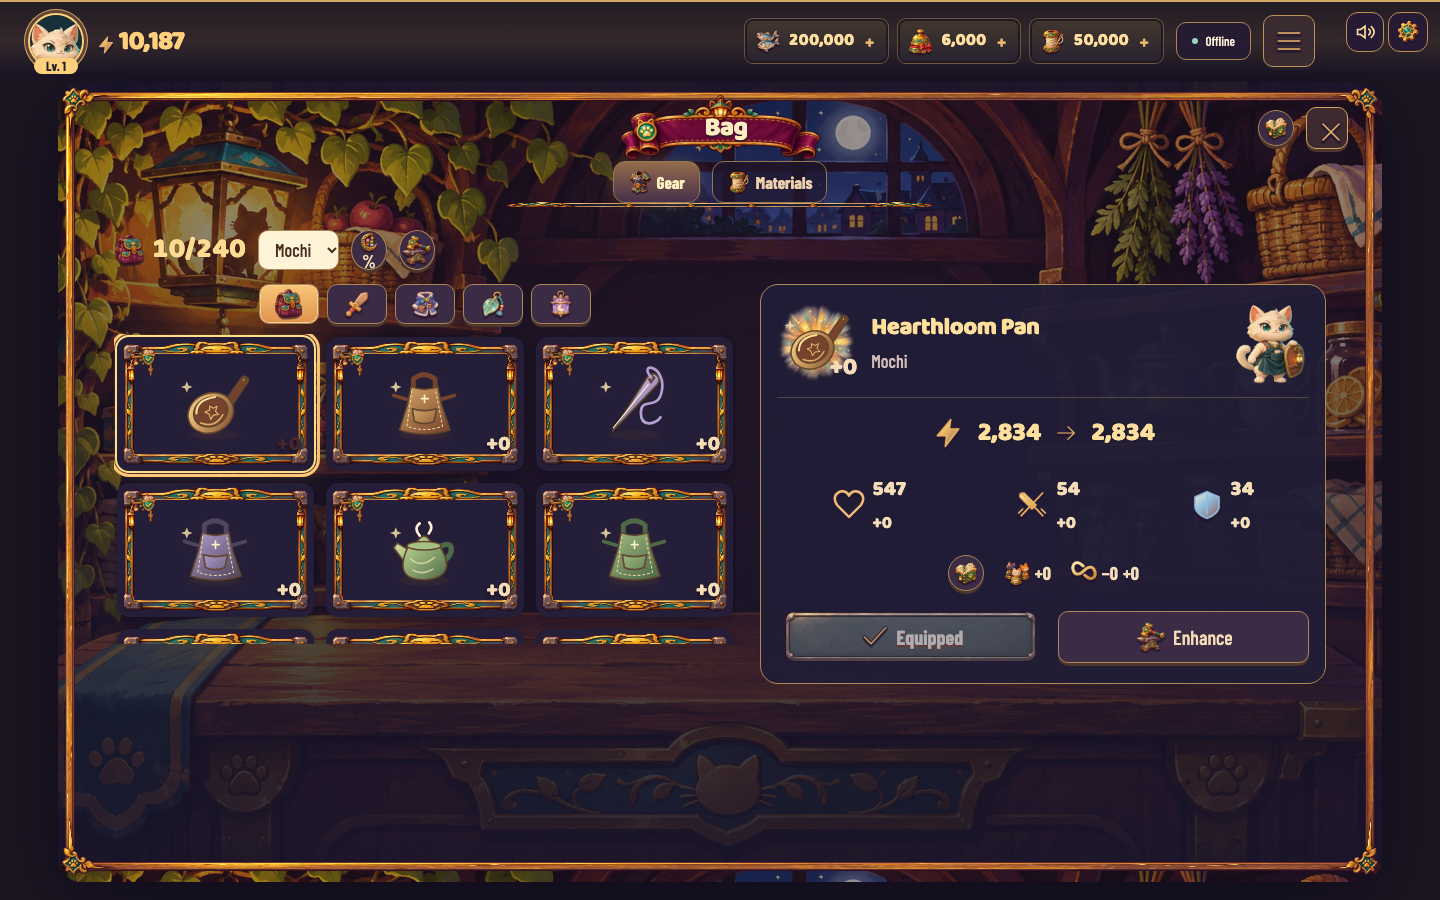 10,187
Lv. 1
200,000 +
6,000 +
50,000 +
Offline
Bag
Gear
Materials
10/240
Mochi
%
+0
+0
+0
+0
+0
+0
+0
Hearthloom Pan
Mochi
2,834 → 2,834
547
+0
54
+0
34
+0
+0
−0 +0
Equipped
Enhance